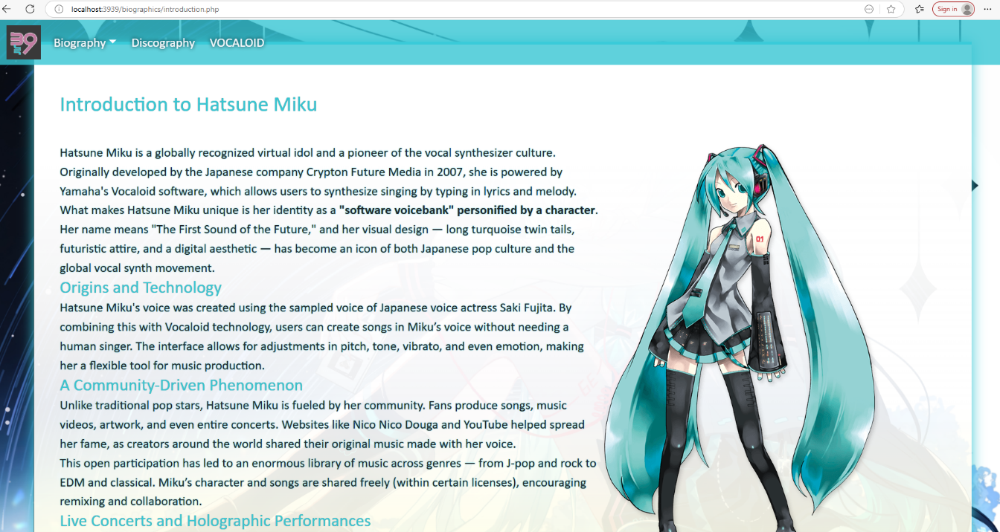 localhost:3939/biographics/introduction.php
Sign in
39
Biography
Discography
VOCALOID
Introduction to Hatsune Miku
Hatsune Miku is a globally recognized virtual idol and a pioneer of the vocal synthesizer culture.
Originally developed by the Japanese company Crypton Future Media in 2007, she is powered by
Yamaha's Vocaloid software, which allows users to synthesize singing by typing in lyrics and melody.
What makes Hatsune Miku unique is her identity as a "software voicebank" personified by a character.
Her name means "The First Sound of the Future," and her visual design — long turquoise twin tails,
futuristic attire, and a digital aesthetic — has become an icon of both Japanese pop culture and the
global vocal synth movement.
Origins and Technology
Hatsune Miku's voice was created using the sampled voice of Japanese voice actress Saki Fujita. By
combining this with Vocaloid technology, users can create songs in Miku’s voice without needing a
human singer. The interface allows for adjustments in pitch, tone, vibrato, and even emotion, making
her a flexible tool for music production.
A Community-Driven Phenomenon
Unlike traditional pop stars, Hatsune Miku is fueled by her community. Fans produce songs, music
videos, artwork, and even entire concerts. Websites like Nico Nico Douga and YouTube helped spread
her fame, as creators around the world shared their original music made with her voice.
This open participation has led to an enormous library of music across genres — from J-pop and rock to
EDM and classical. Miku’s character and songs are shared freely (within certain licenses), encouraging
remixing and collaboration.
Live Concerts and Holographic Performances
01